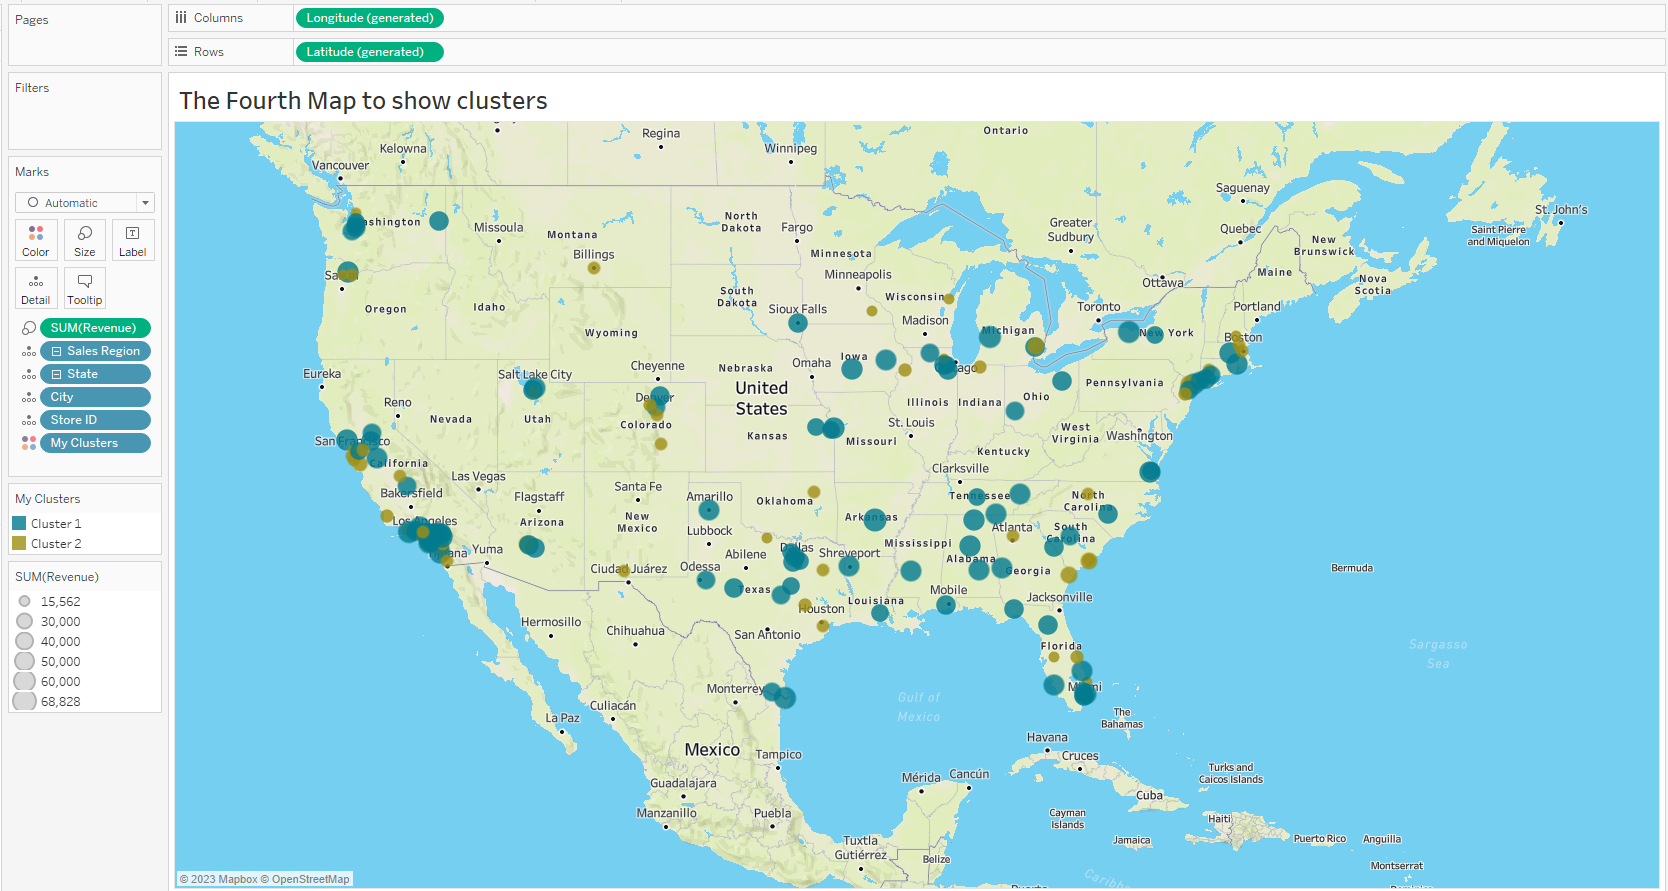 Pages
Columns
Longitude (generated)
Rows
Latitude (generated)
Filters
Marks
Automatic
Color
Size
Label
Detail
Tooltip
SUM(Revenue)
Sales Region
State
City
Store ID
My Clusters
My Clusters
Cluster 1
Cluster 2
SUM(Revenue)
15,562
30,000
40,000
50,000
60,000
68,828
The Fourth Map to show clusters
Ontario
Regina
Winnipeg
Kelowna
Vancouver
Saguenay
St. John's
Saint Pierre
and Miquelon
Greater
Sudbury
Quebec
New
Brunswick
North
Dakota
Fargo
Missoula
Montana
Billings
Minnesota
Minneapolis
Maine
Nova
Scotia
Ottawa
South
Dakota
Wisconsin
Sioux Falls
Madison
Toronto
Portland
Oregon
Idaho
Wyoming
Michigan
New York
Boston
Iowa
Omaha
Nebraska
Cheyenne
Salt Lake City
Eureka
United
States
Pennsylvania
Illinois
Indiana
Ohio
Reno
Nevada
Utah
Denver
Colorado
Kansas
St. Louis
Missouri
West
Virginia
Washington
San Francisco
California
Kentucky
Las Vegas
Clarksville
Bakersfield
Flagstaff
Santa Fe
Amarillo
Oklahoma
Tennessee
North
Carolina
Los Angeles
Arizona
New
Mexico
Lubbock
Arkansas
Atlanta
South
Carolina
Yuma
Abilene
Dallas
Shreveport
Mississippi
Alabama
Georgia
Ciudad Juárez
Odessa
Texas
Bermuda
Houston
Louisiana
Mobile
Jacksonville
Hermosillo
Chihuahua
San Antonio
Florida
Sargasso
Sea
Monterrey
Miami
Gulf of
Mexico
Culiacán
La Paz
The
Bahamas
Mexico
Tampico
Havana
Cruces
Turks and
Caicos Islands
Guadalajara
Mérida
Cancún
Cuba
Manzanillo
Puebla
Cayman
Islands
Haiti
Jamaica
Puerto Rico
Anguilla
Tuxtla
Gutiérrez
Belize
Montserrat
© 2023 Mapbox © OpenStreetMap